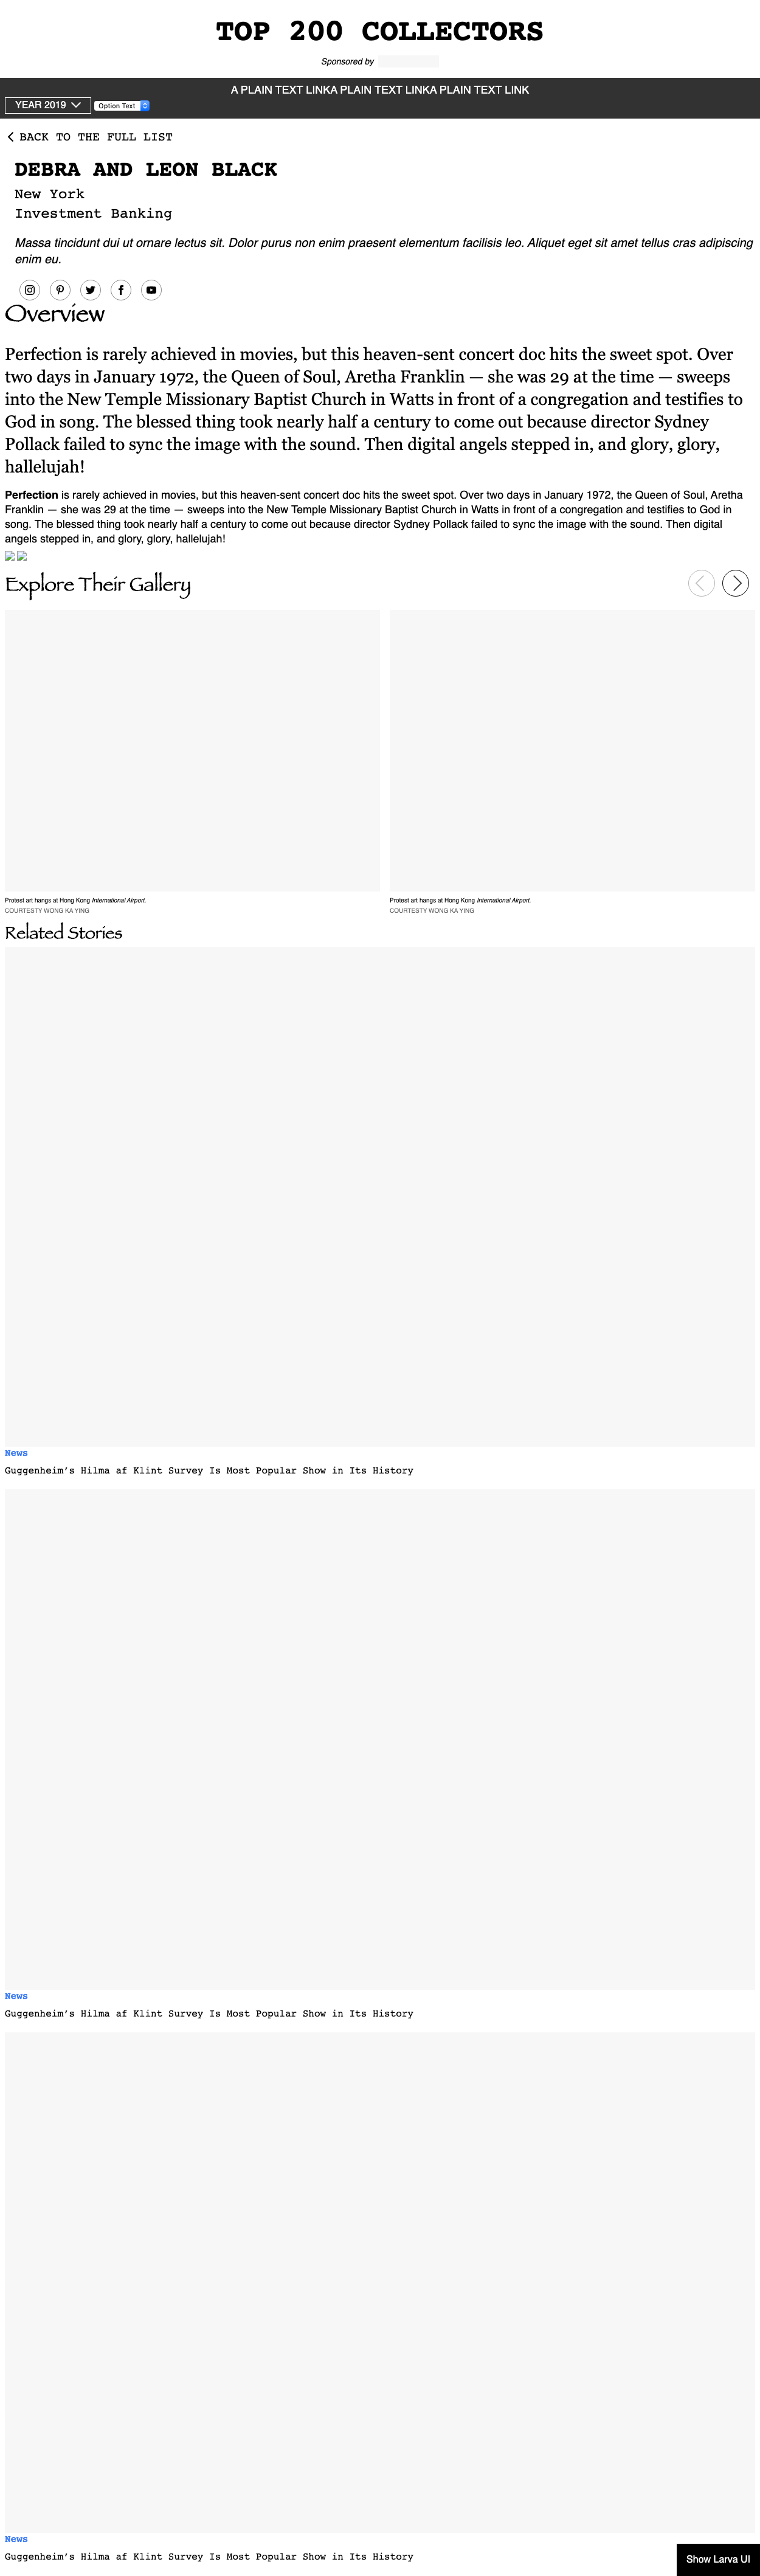 TOP 200 COLLECTORS
Sponsored by
A PLAIN TEXT LINKA PLAIN TEXT LINKA PLAIN TEXT LINK
YEAR 2019 Option Text
BACK TO THE FULL LIST
DEBRA AND LEON BLACK
New York
Investment Banking
Massa tincidunt dui ut ornare lectus sit. Dolor purus non enim praesent elementum facilisis leo. Aliquet eget sit amet tellus cras adipiscing
enim eu.
Overview
Perfection is rarely achieved in movies, but this heaven-sent concert doc hits the sweet spot. Over
two days in January 1972, the Queen of Soul, Aretha Franklin — she was 29 at the time — sweeps
into the New Temple Missionary Baptist Church in Watts in front of a congregation and testifies to
God in song. The blessed thing took nearly half a century to come out because director Sydney
Pollack failed to sync the image with the sound. Then digital angels stepped in, and glory, glory,
hallelujah!
Perfection is rarely achieved in movies, but this heaven-sent concert doc hits the sweet spot. Over two days in January 1972, the Queen of Soul, Aretha
Franklin — she was 29 at the time — sweeps into the New Temple Missionary Baptist Church in Watts in front of a congregation and testifies to God in
song. The blessed thing took nearly half a century to come out because director Sydney Pollack failed to sync the image with the sound. Then digital
angels stepped in, and glory, glory, hallelujah!
Explore Their Gallery
Protest art hangs at Hong Kong International Airport.
COURTESTY WONG KA YING
Protest art hangs at Hong Kong International Airport.
COURTESTY WONG KA YING
Related Stories
News
Guggenheim's Hilma af Klint Survey Is Most Popular Show in Its History
News
Guggenheim's Hilma af Klint Survey Is Most Popular Show in Its History
News
Guggenheim's Hilma af Klint Survey Is Most Popular Show in Its History
Show Larva UI